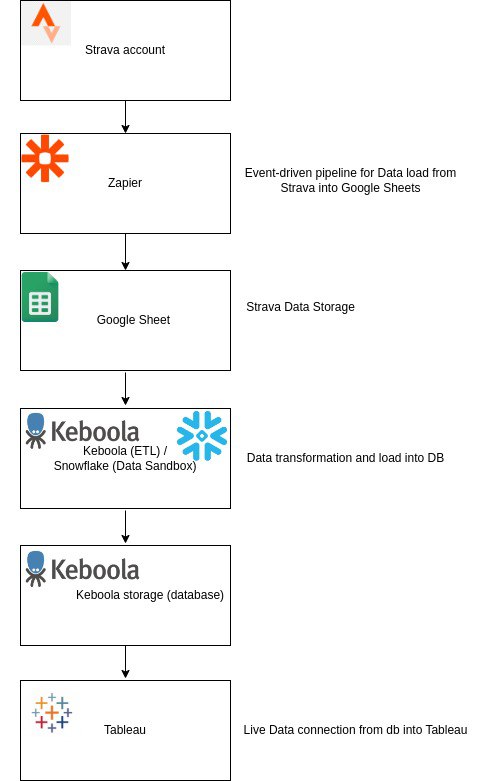 Strava account
Zapier
Event-driven pipeline for Data load from
Strava into Google Sheets
Google Sheet
Strava Data Storage
Keboola
Keboola (ETL) /
Snowflake (Data Sandbox)
Data transformation and load into DB
Keboola
Keboola storage (database)
Tableau
Live Data connection from db into Tableau